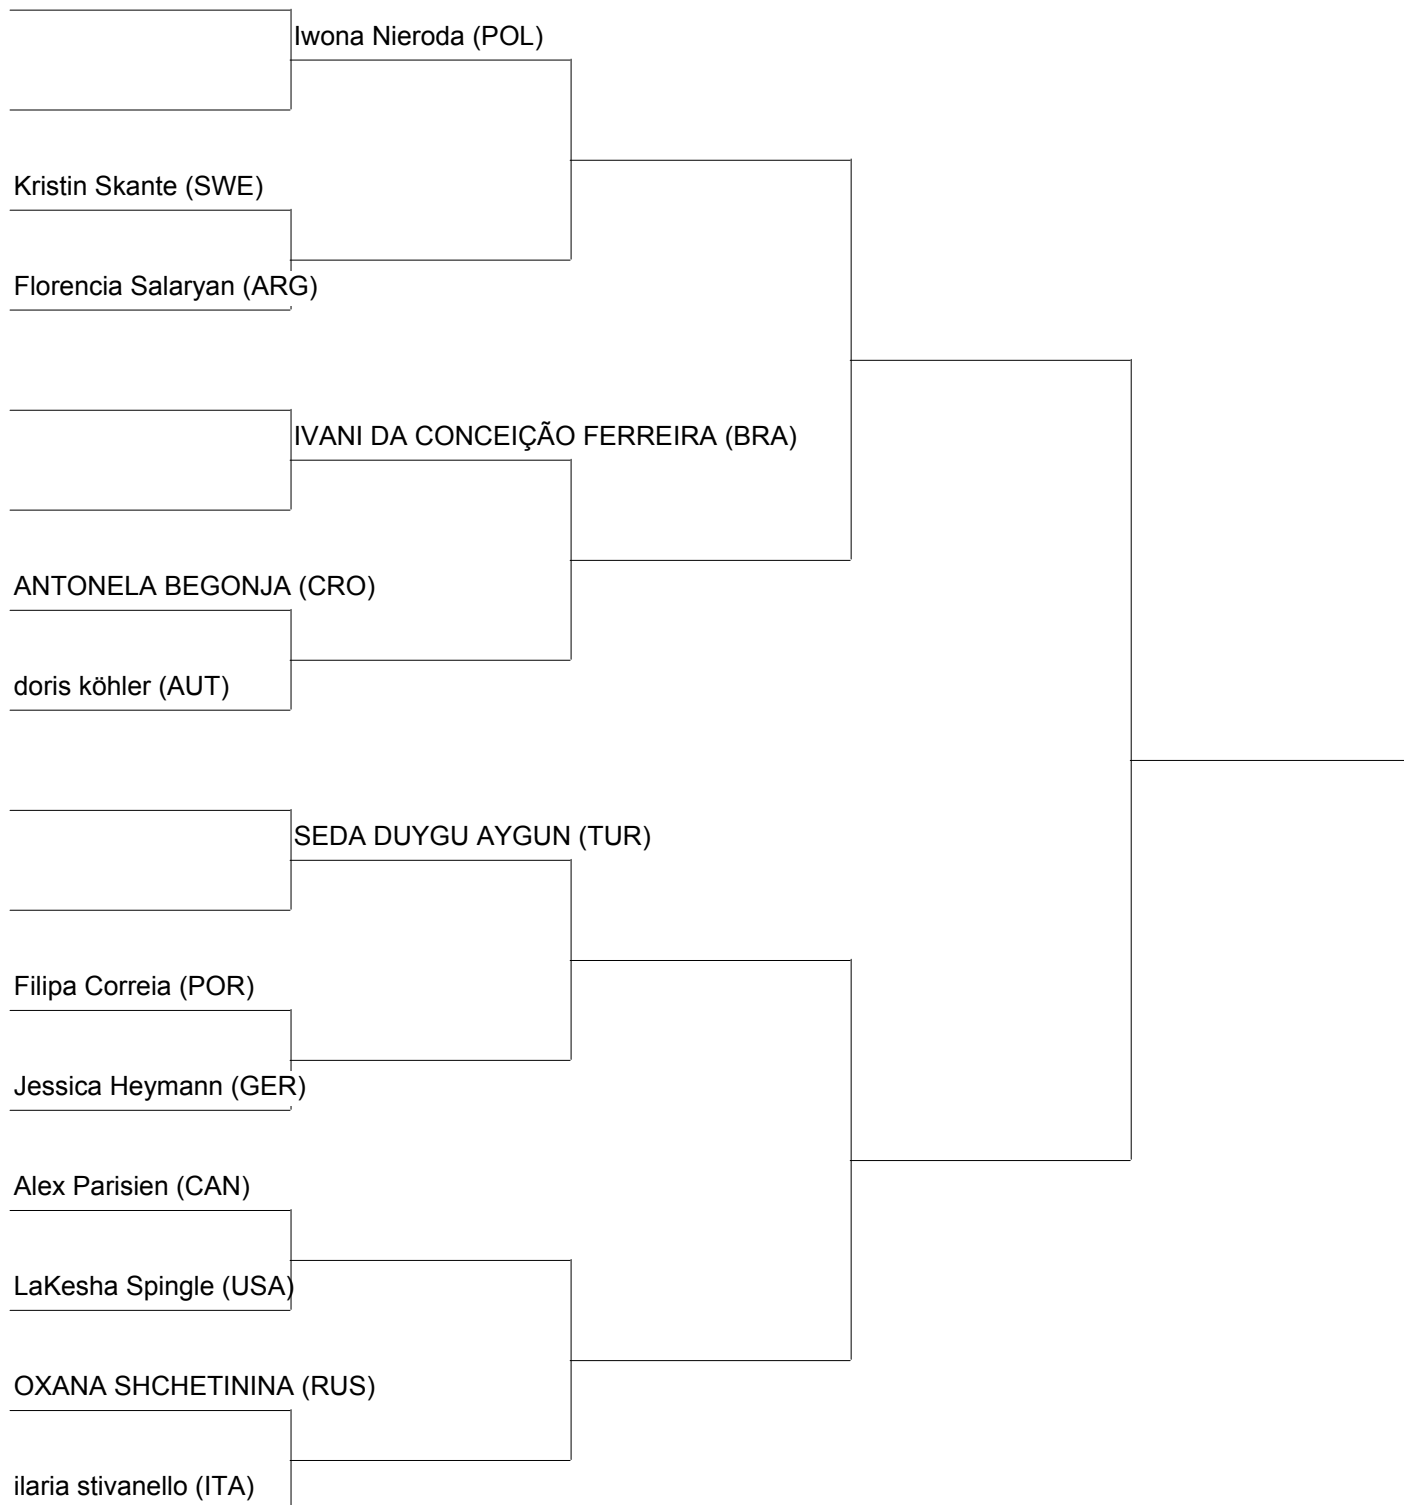 Iwona Nieroda (POL)
Kristin Skante (SWE)
Florencia Salaryan (ARG)
IVANI DA CONCEIÇÃO FERREIRA (BRA)
ANTONELA BEGONJA (CRO)
doris köhler (AUT)
SEDA DUYGU AYGUN (TUR)
Filipa Correia (POR)
Jessica Heymann (GER)
Alex Parisien (CAN)
LaKesha Spingle (USA)
OXANA SHCHETININA (RUS)
ilaria stivanello (ITA)